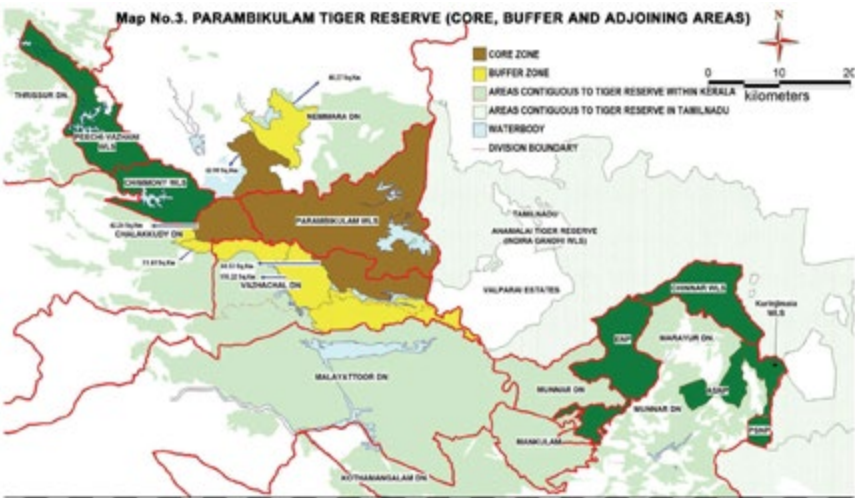 Map No.3. PARAMBIKULAM TIGER RESERVE (CORE, BUFFER AND ADJOINING AREAS)
N
CORE ZONE
BUFFER ZONE
AREAS CONTIGUOUS TO TIGER RESERVE WITHIN KERALA
AREAS CONTIGUOUS TO TIGER RESERVE IN TAMILNADU
WATERBODY
DIVISION BOUNDARY
0 10 20
kilometers
THRISSUR DN.
NEMMARA DN
PEECHI-VAZHANI
WLS
CHIMMONY WLS
CHALAKKUDY DN
PARAMBIKULAM WLS
VAZHACHAL DN
TAMILNADU
ANAMALAI TIGER RESERVE
(INDIRA GANDHI WLS)
VALPARAI ESTATES
CHINNAR WLS
Kurinjimala
WLS
ENP
MARAYUR DN.
MALAYATTOOR DN
MUNNAR DN
MUNNAR DN
ASNP
PSNP
MANKULAM
KOTHAMANGALAM DN.